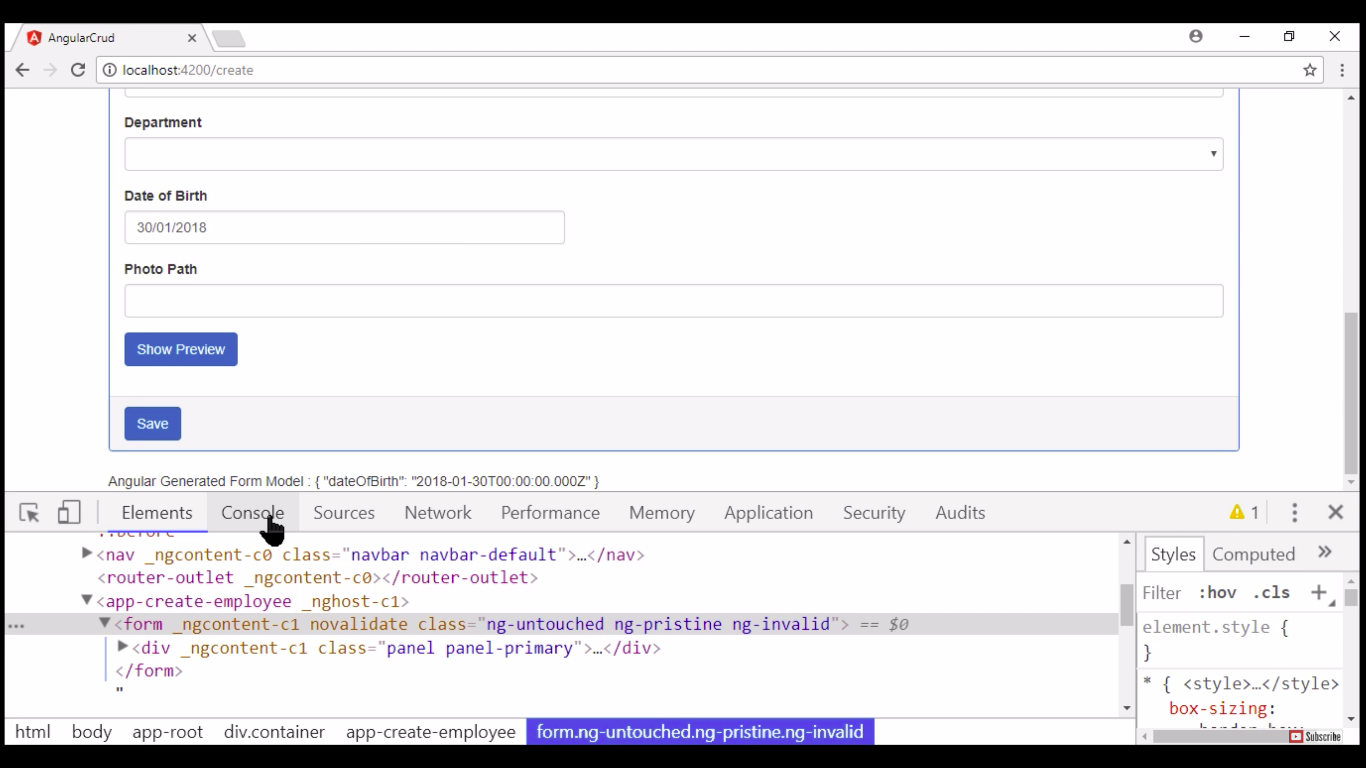 AngularCrud
localhost:4200/create
Department
Date of Birth
30/01/2018
Photo Path
Show Preview
Save
Angular Generated Form Model : { "dateOfBirth": "2018-01-30T00:00:00.000Z" }
Elements Console Sources Network Performance Memory Application Security Audits 1
::before
<nav _ngcontent-c0 class="navbar navbar-default">…</nav>
<router-outlet _ngcontent-c0></router-outlet>
<app-create-employee _nghost-c1>
<form _ngcontent-c1 novalidate class="ng-untouched ng-pristine ng-invalid"> == $0
<div _ngcontent-c1 class="panel panel-primary">…</div>
</form>
"
html body app-root div.container app-create-employee form.ng-untouched.ng-pristine.ng-invalid
Styles Computed »
Filter :hov .cls +
element.style {
}
* { <style>…</style>
box-sizing:
Subscribe